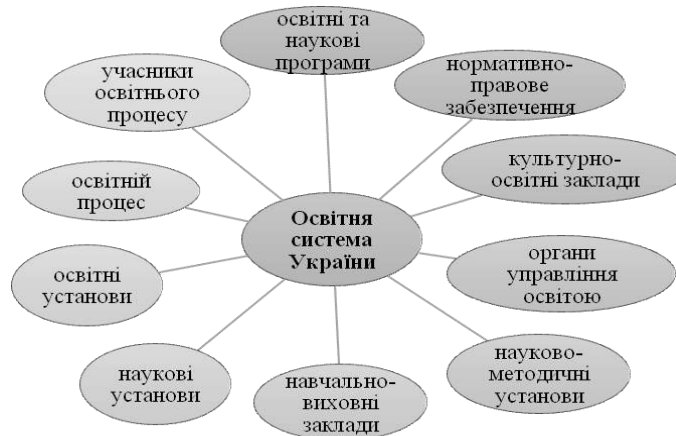 освітні та
наукові
програми
нормативно-
правове
забезпечення
культурно-
освітні заклади
органи
управління
освітою
науково-
методичні
установи
навчально-
виховні
заклади
наукові
установи
освітні
установи
освітній
процес
учасники
освітнього
процесу
Освітня
система
України